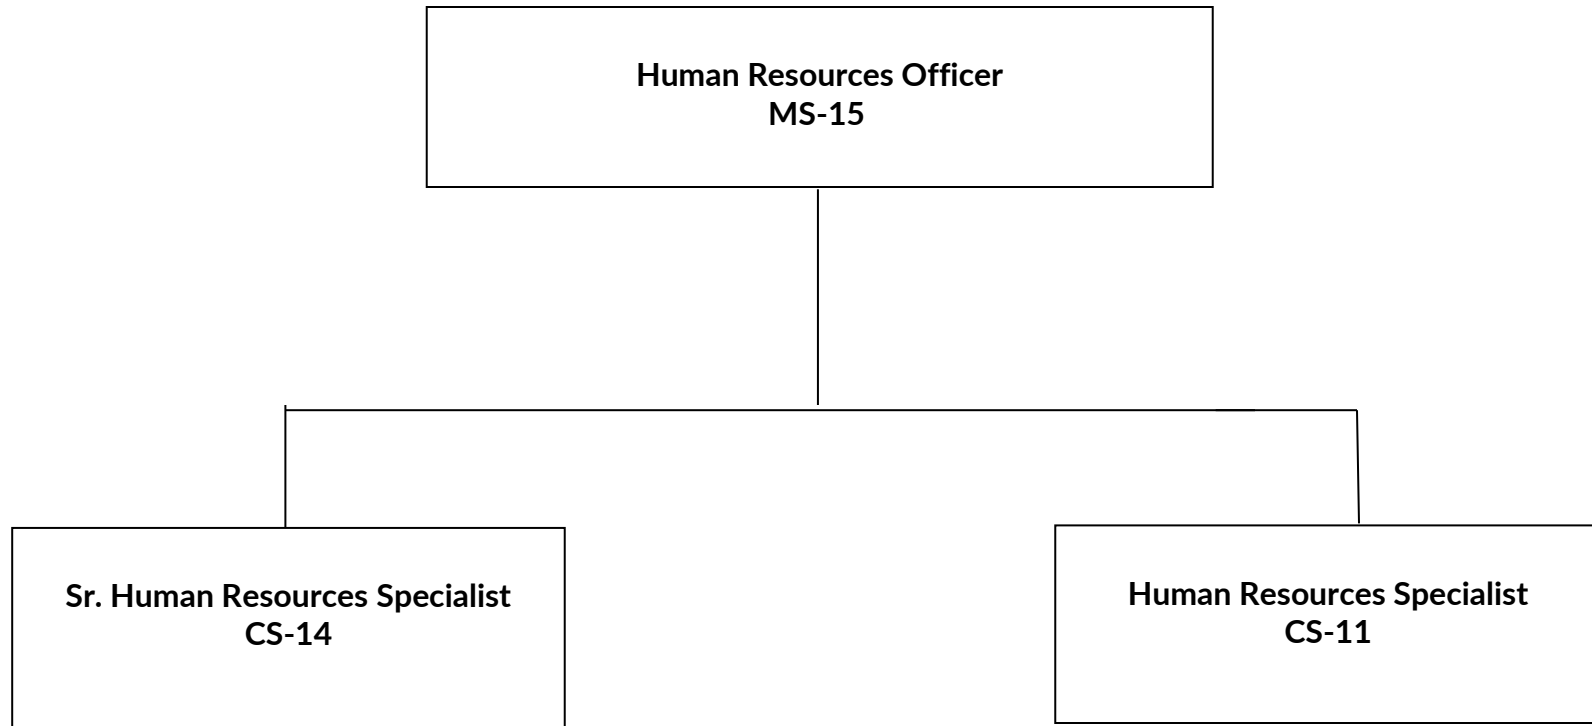 Human Resources Officer
MS-15
Sr. Human Resources Specialist
CS-14
Human Resources Specialist
CS-11